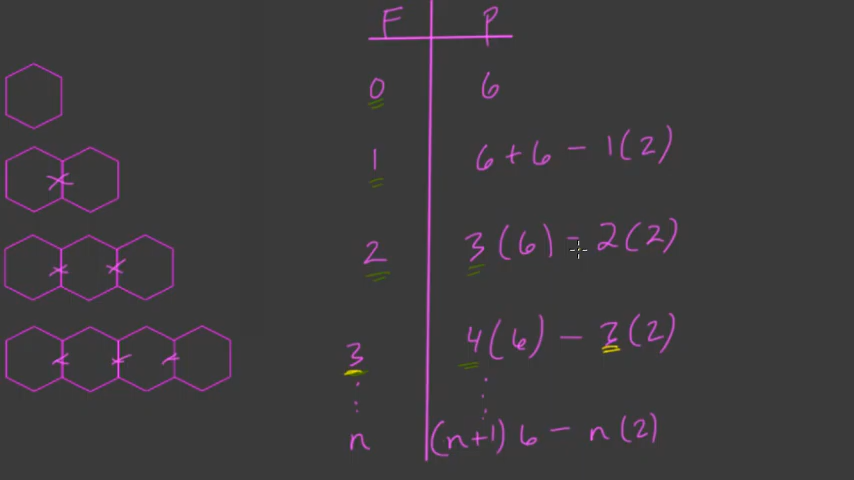 F P
0 6
1 6 + 6 - 1(2)
2 3(6) - 2(2)
3 4(6) - 3(2)
⋮ ⋮
n (n+1) 6 - n(2)